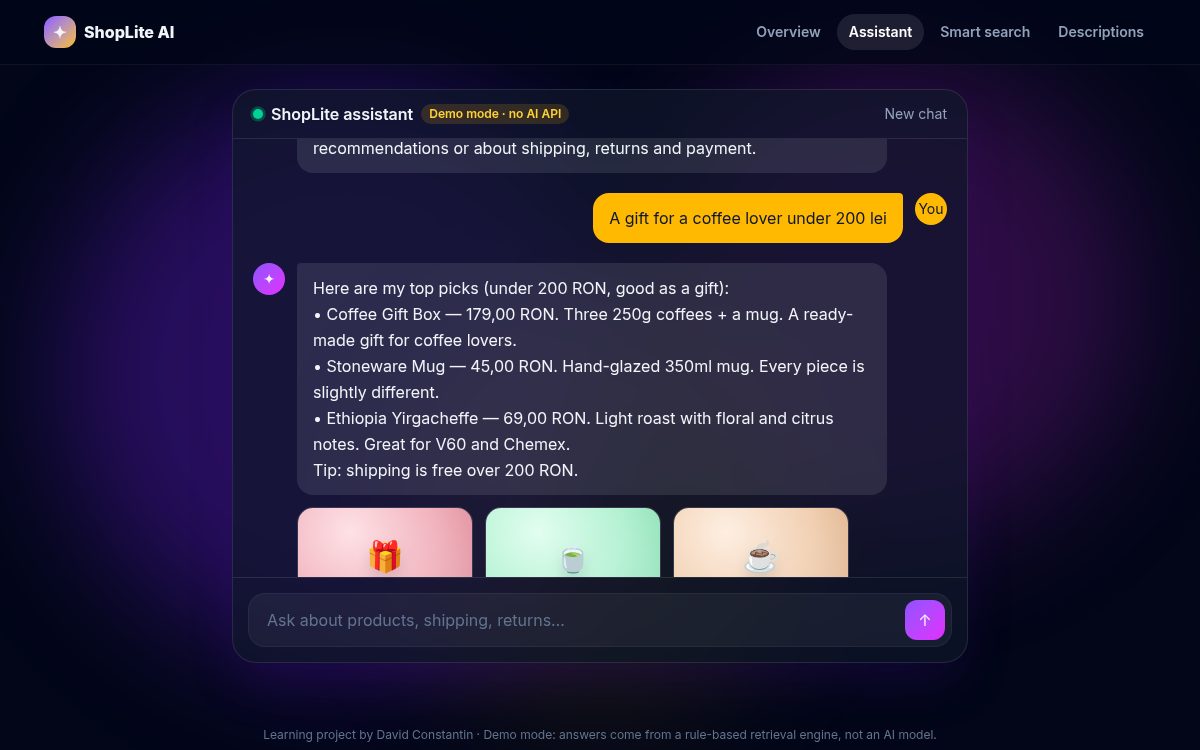 ShopLite AI
Overview
Assistant
Smart search
Descriptions
ShopLite assistant
Demo mode · no AI API
New chat
recommendations or about shipping, returns and payment.
A gift for a coffee lover under 200 lei
You
Here are my top picks (under 200 RON, good as a gift):
• Coffee Gift Box — 179,00 RON. Three 250g coffees + a mug. A ready-
made gift for coffee lovers.
• Stoneware Mug — 45,00 RON. Hand-glazed 350ml mug. Every piece is
slightly different.
• Ethiopia Yirgacheffe — 69,00 RON. Light roast with floral and citrus
notes. Great for V60 and Chemex.
Tip: shipping is free over 200 RON.
Ask about products, shipping, returns...
Learning project by David Constantin · Demo mode: answers come from a rule-based retrieval engine, not an AI model.